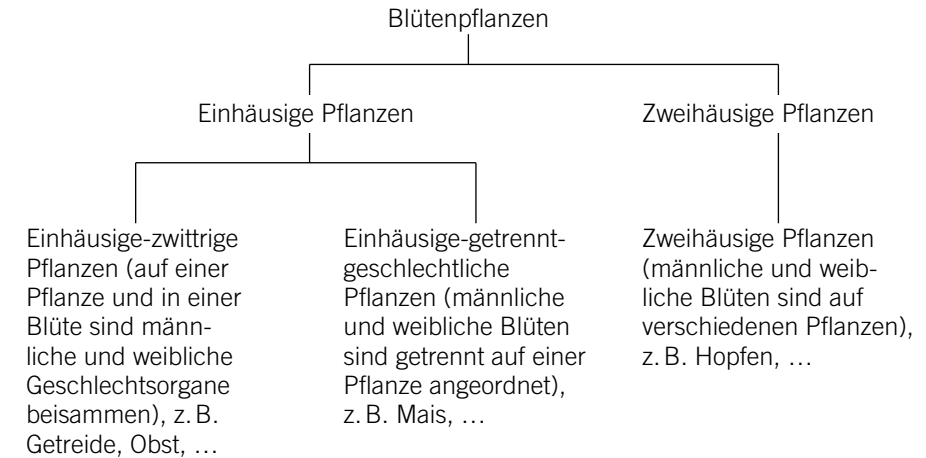 Blütenpflanzen
Einhäusige Pflanzen
Zweihäusige Pflanzen
Einhäusige-zwittrige
Pflanzen (auf einer
Pflanze und in einer
Blüte sind männ-
liche und weibliche
Geschlechtsorgane
beisammen), z. B.
Getreide, Obst, …
Einhäusige-getrennt-
geschlechtliche
Pflanzen (männliche
und weibliche Blüten
sind getrennt auf einer
Pflanze angeordnet),
z. B. Mais, …
Zweihäusige Pflanzen
(männliche und weib-
liche Blüten sind auf
verschiedenen Pflanzen),
z. B. Hopfen, …